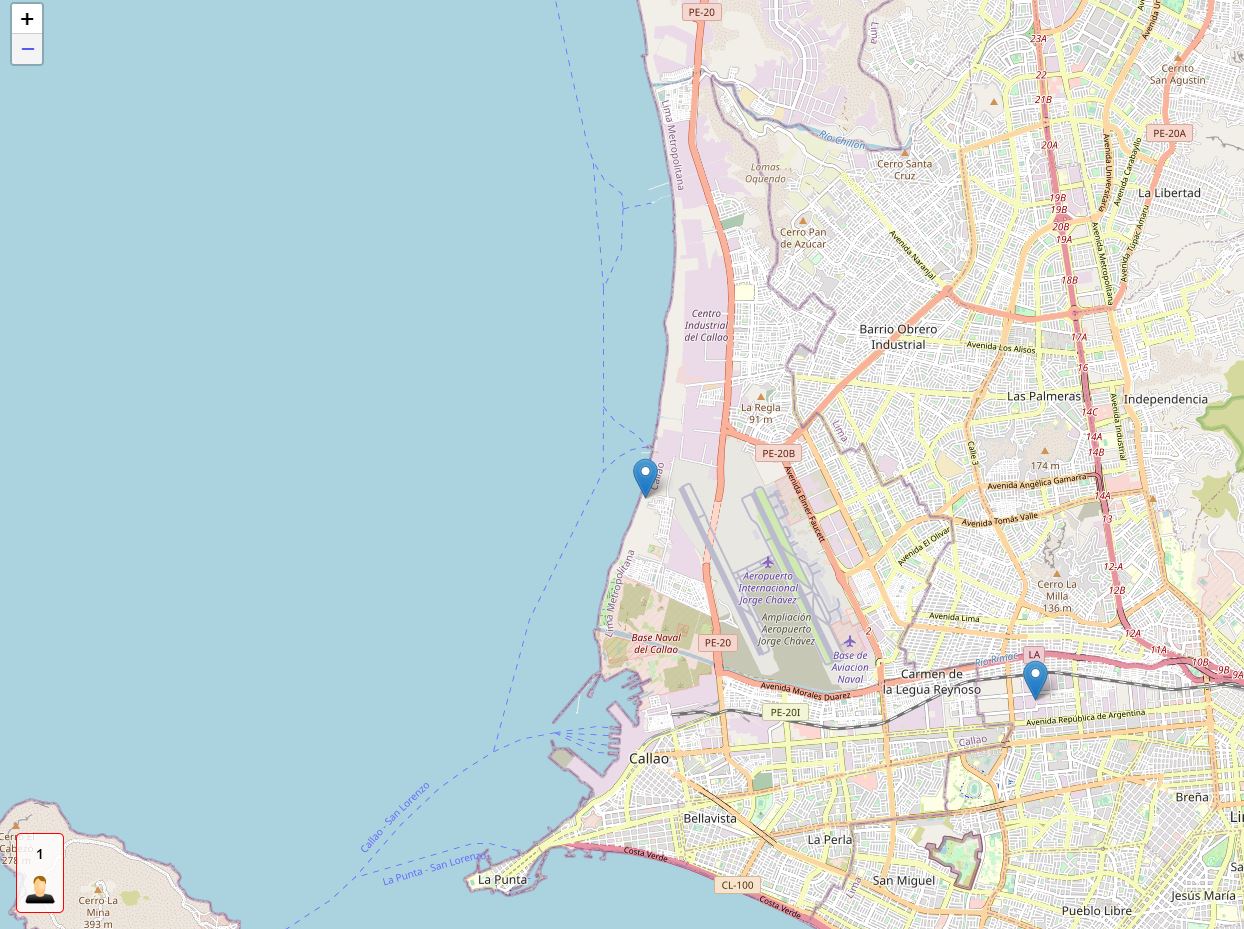 +
−
PE-20
Lima
23A
22
21B
20A
Cerrito
San Agustin
PE-20A
Río Chillón
Cerro Santa
Cruz
Lomas
Oquendo
Lima Metropolitana
Avenida Universitaria
Avenida Carabayllo
La Libertad
19B
19B
20B
19A
Cerro Pan
de Azúcar
Avenida Naranjal
Avenida Metropolitana
Avenida Túpac Amaru
18B
Centro
Industrial
del Callao
Barrio Obrero
Industrial
Avenida Los Alisos
17A
16
Las Palmeras
Independencia
La Regla
91 m
Lima
14C
Avenida Industrial
14A
14B
PE-20B
Calle 3
174 m
Callao
Avenida Elmer Faucett
Avenida Angélica Gamarra
14A
Avenida Tomás Valle
13
Avenida El Olivar
Lima Metropolitana
Aeropuerto
Internacional
Jorge Chávez
12-A
Cerro La
Milla
136 m
12B
Ampliación
Aeropuerto
Jorge Chávez
Avenida Lima
Base Naval
del Callao
PE-20
2
12A
11A
10B
9B
9A
Base de
Aviacion
Naval
LA
Río Rímac
Carmen de
la Legua Reynoso
Avenida Morales Duarez
PE-20I
Avenida República de Argentina
Callao
Callao
Callao - San Lorenzo
Breña
Bellavista
La Perla
La Punta - San Lorenzo
Costa Verde
La Punta
San Miguel
CL-100
Lima
Costa Verde
Jesús María
Pueblo Libre
1
278
Cerro La
Mina
393 m